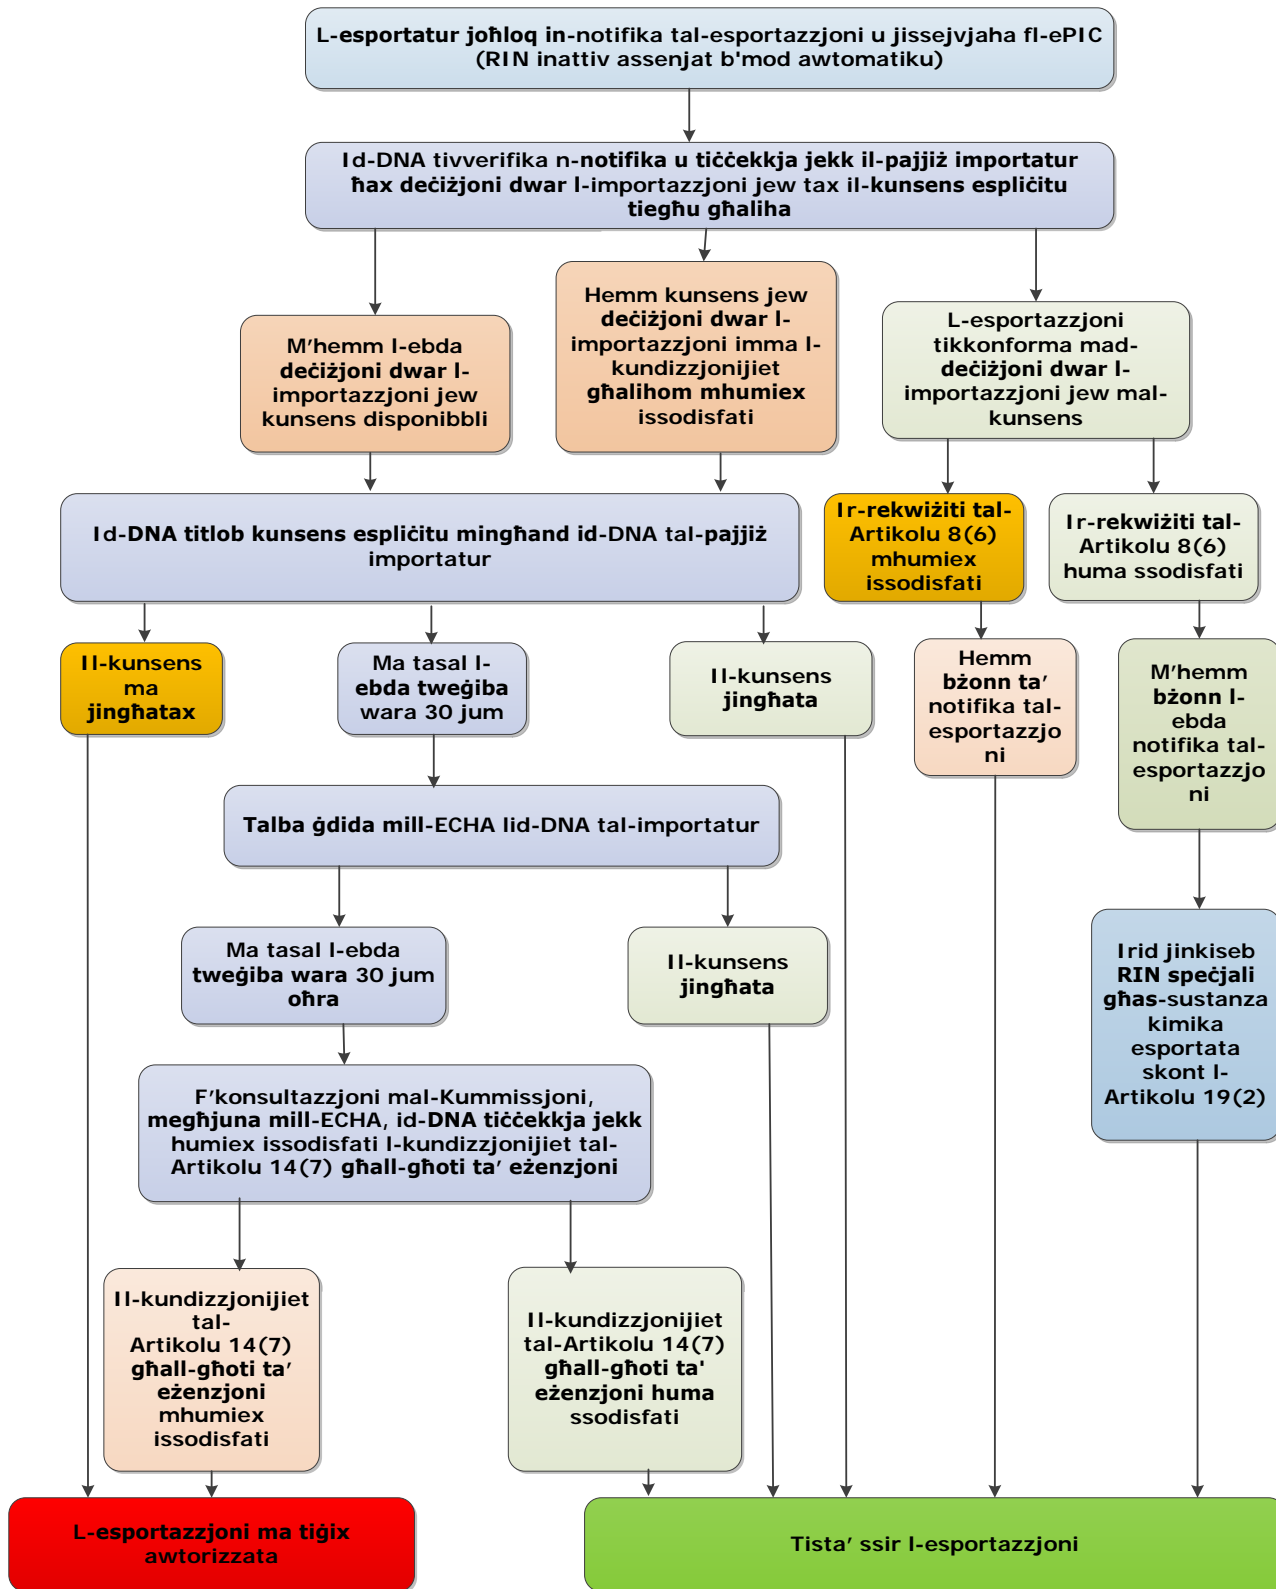 L-esportatur joħloq in-notifika tal-esportazzjoni u jissejvjaha fl-ePIC
(RIN inattiv assenjat b'mod awtomatiku)
Id-DNA tivverifika n-notifika u tiċċekkja jekk il-pajjiż importatur
ħax deċiżjoni dwar l-importazzjoni jew tax il-kunsens espliċitu
tiegħu għaliha
M'hemm l-ebda
deċiżjoni dwar l-
importazzjoni jew
kunsens disponibbli
Hemm kunsens jew
deċiżjoni dwar l-
importazzjoni imma l-
kundizzjonijiet
għalihom mhumiex
issodisfati
L-esportazzjoni
tikkonforma mad-
deċiżjoni dwar l-
importazzjoni jew mal-
kunsens
Id-DNA titlob kunsens espliċitu mingħand id-DNA tal-pajjiż
importatur
Ir-rekwiżiti tal-
Artikolu 8(6)
mhumiex
issodisfati
Ir-rekwiżiti tal-
Artikolu 8(6)
huma ssodisfati
Il-kunsens
ma
jingħatax
Ma tasal l-
ebda tweġiba
wara 30 jum
Il-kunsens
jingħata
Hemm
bżonn ta'
notifika tal-
esportazzjo
ni
M'hemm
bżonn l-
ebda
notifika tal-
esportazzjo
ni
Talba ġdida mill-ECHA lid-DNA tal-importatur
Ma tasal l-ebda
tweġiba wara 30 jum
oħra
Il-kunsens
jingħata
Irid jinkiseb
RIN speċjali
għas-sustanza
kimika
esportata
skont l-
Artikolu 19(2)
F'konsultazzjoni mal-Kummissjoni,
megħjuna mill-ECHA, id-DNA tiċċekkja jekk
humiex issodisfati l-kundizzjonijiet tal-
Artikolu 14(7) għall-għoti ta' eżenzjoni
Il-kundizzjonijiet
tal-
Artikolu 14(7)
għall-għoti ta'
eżenzjoni
mhumiex
issodisfati
Il-kundizzjonijiet
tal-Artikolu 14(7)
għall-għoti ta'
eżenzjoni huma
ssodisfati
L-esportazzjoni ma tiġix
awtorizzata
Tista' ssir l-esportazzjoni